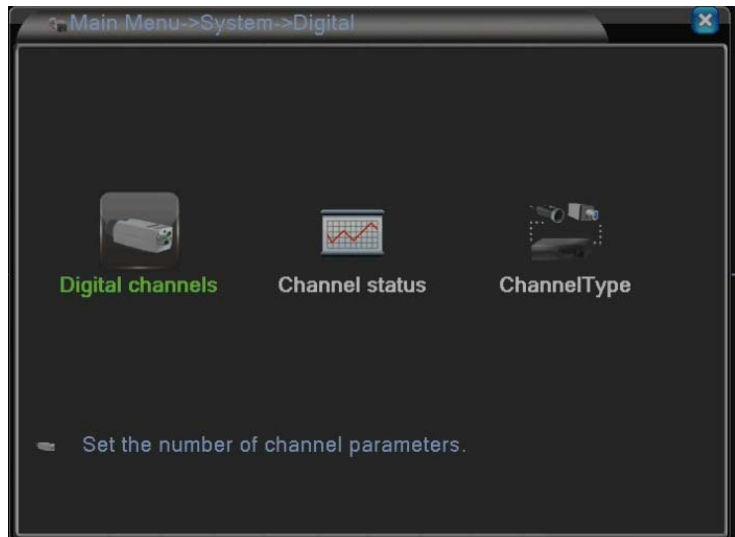 Main Menu->System->Digital
Digital channels
Channel status
ChannelType
Set the number of channel parameters.